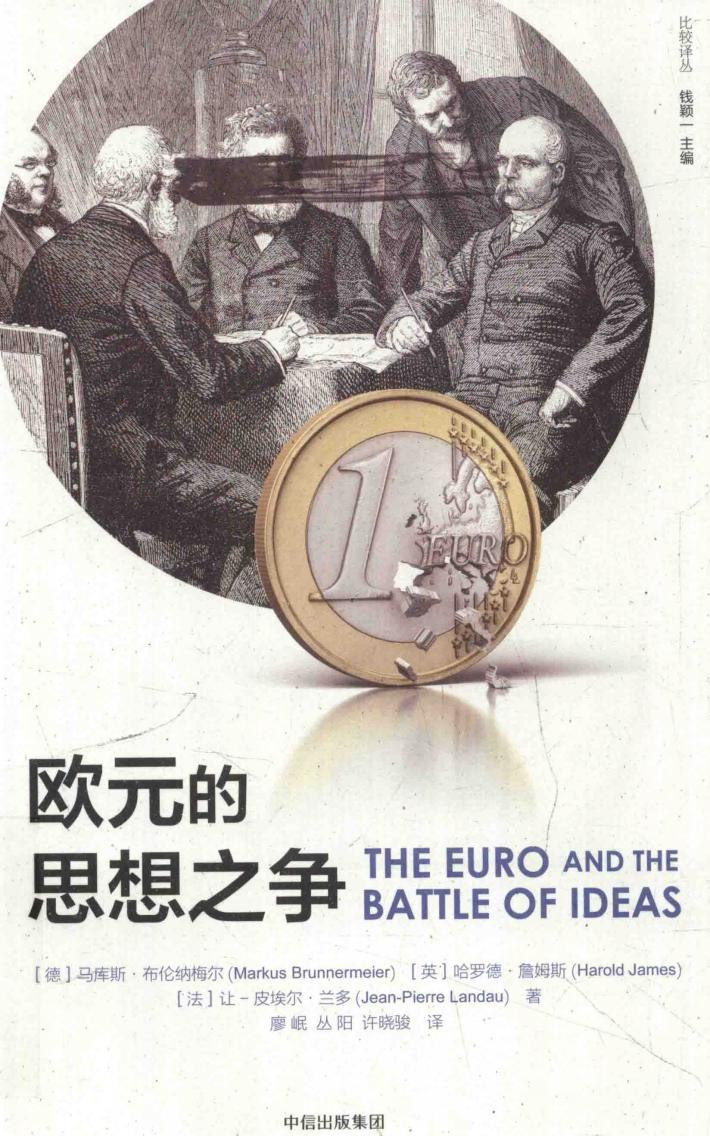 比较译丛 钱颖一 主编
1
EURO
欧元的
思想之争
THE EURO AND THE
BATTLE OF IDEAS
[德]马库斯·布伦纳梅尔(Markus Brunnermeier) [英]哈罗德·詹姆斯(Harold James)
[法]让-皮埃尔·兰多(Jean-Pierre Landau) 著
廖岷 丛阳 许晓骏 译
中信出版集团